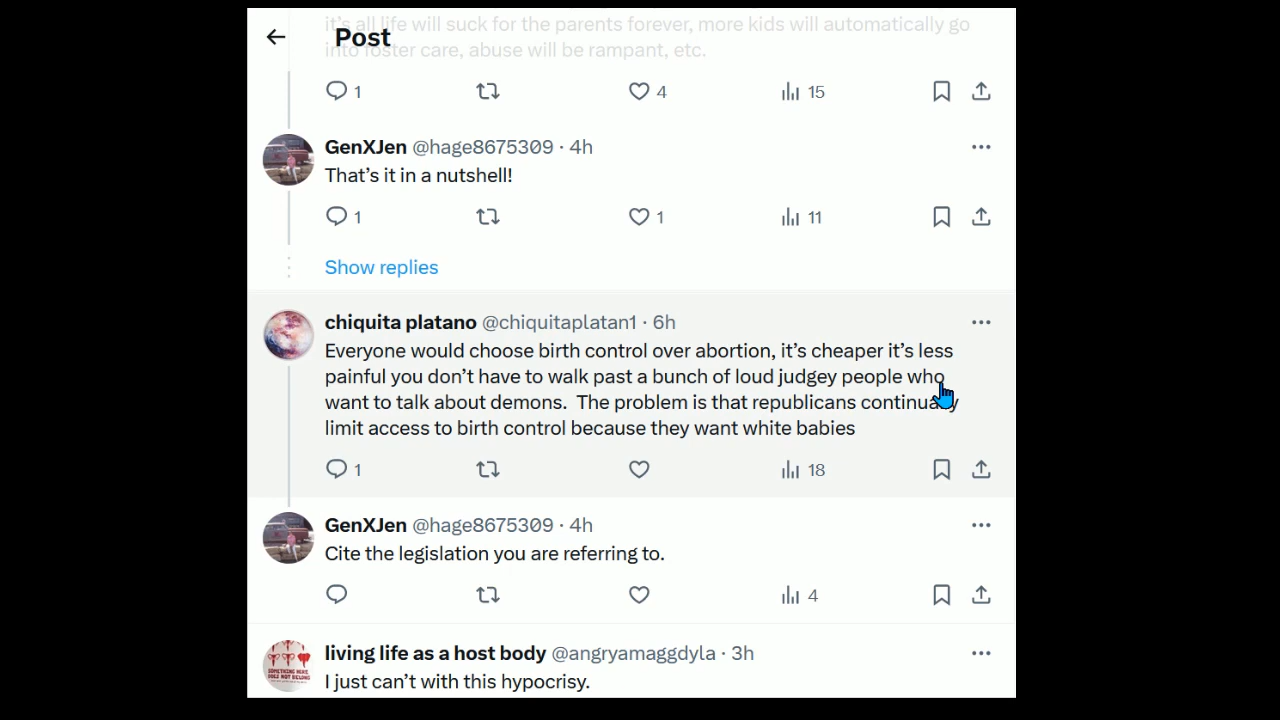 it's all life will suck for the parents forever, more kids will automatically go
Post
into foster care, abuse will be rampant, etc.
1 4 15
GenXJen @hage8675309 · 4h
That's it in a nutshell!
1 1 11
Show replies
chiquita platano @chiquitaplatan1 · 6h
Everyone would choose birth control over abortion, it's cheaper it's less
painful you don't have to walk past a bunch of loud judgey people who
want to talk about demons.  The problem is that republicans continually
limit access to birth control because they want white babies
1 18
GenXJen @hage8675309 · 4h
Cite the legislation you are referring to.
4
living life as a host body @angryamaggdyla · 3h
SOMETHING HERE
DOES NOT BELONG
I just can't with this hypocrisy.